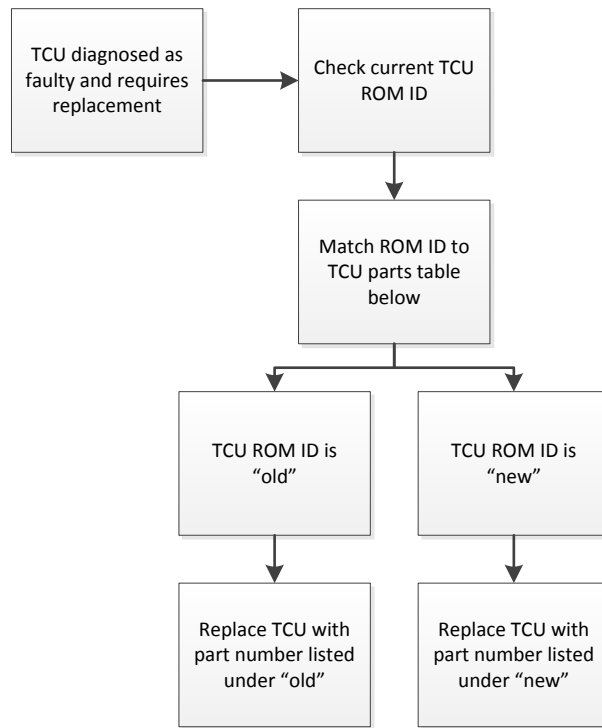 TCU diagnosed as
faulty and requires
replacement
Check current TCU
ROM ID
Match ROM ID to
TCU parts table
below
TCU ROM ID is
“old”
TCU ROM ID is
“new”
Replace TCU with
part number listed
under “old”
Replace TCU with
part number listed
under “new”